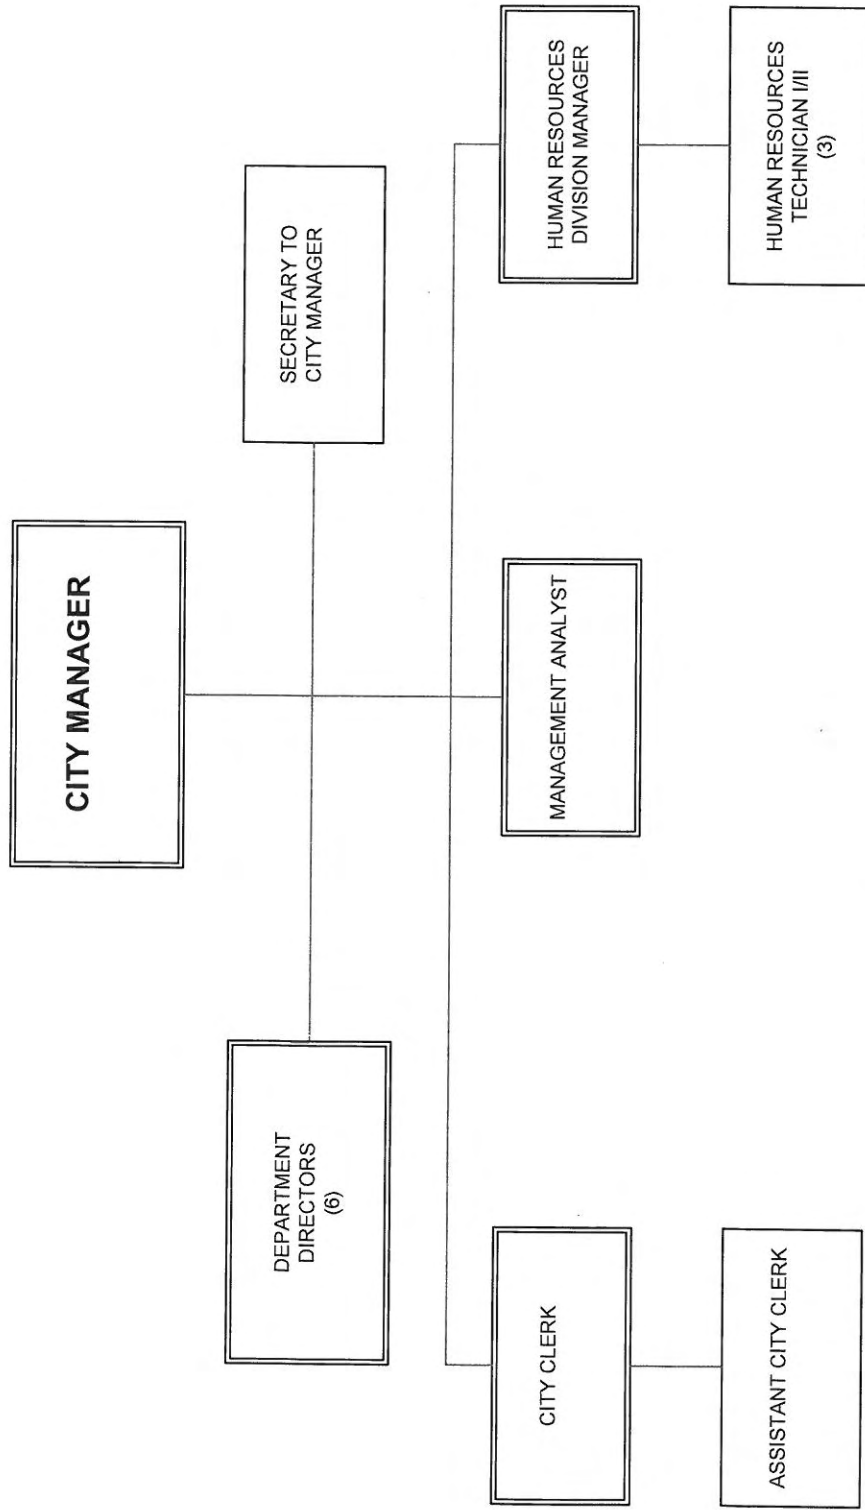 CITY MANAGER
DEPARTMENT
DIRECTORS
(6)
SECRETARY TO
CITY MANAGER
CITY CLERK
MANAGEMENT ANALYST
HUMAN RESOURCES
DIVISION MANAGER
ASSISTANT CITY CLERK
HUMAN RESOURCES
TECHNICIAN I/II
(3)